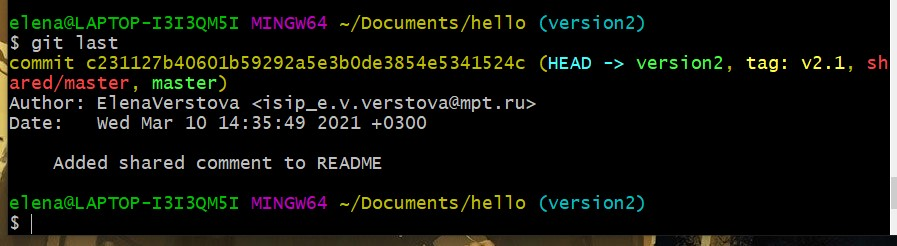 elena@LAPTOP-I3I3QM5I MINGW64 ~/Documents/hello (version2)
$ git last
commit c231127b40601b59292a5e3b0de3854e5341524c (HEAD -> version2, tag: v2.1, sh
ared/master, master)
Author: ElenaVerstova <isip_e.v.verstova@mpt.ru>
Date:   Wed Mar 10 14:35:49 2021 +0300
    Added shared comment to README
elena@LAPTOP-I3I3QM5I MINGW64 ~/Documents/hello (version2)
$